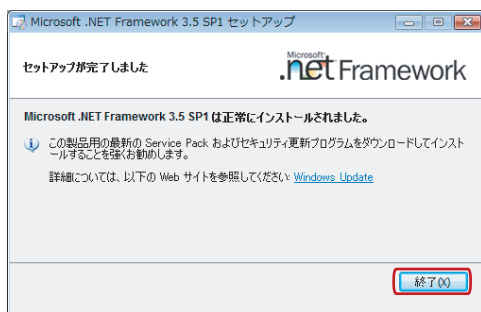 Microsoft .NET Framework 3.5 SP1 セットアップ
セットアップが完了しました
Microsoft
.net Framework
Microsoft .NET Framework 3.5 SP1 は正常にインストールされました。
この製品用の最新の Service Pack およびセキュリティ更新プログラムをダウンロードしてインスト
ールすることを強くお勧めします。
詳細については、以下の Web サイトを参照してください: Windows Update
終了(X)